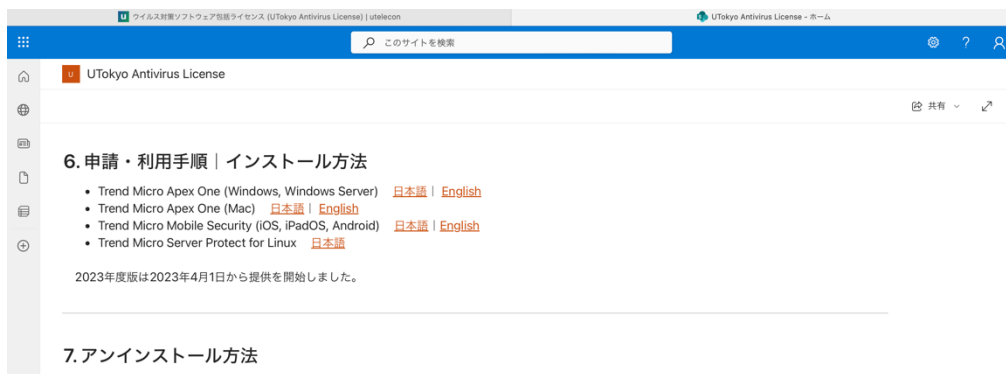 ウイルス対策ソフトウェア包括ライセンス (UTokyo Antivirus License) | utelecon
UTokyo Antivirus License - ホーム
このサイトを検索
?
U UTokyo Antivirus License
共有
6. 申請・利用手順｜インストール方法
• Trend Micro Apex One (Windows, Windows Server) 日本語 | English
• Trend Micro Apex One (Mac) 日本語 | English
• Trend Micro Mobile Security (iOS, iPadOS, Android) 日本語 | English
• Trend Micro Server Protect for Linux 日本語
2023年度版は2023年4月1日から提供を開始しました。
7. アンインストール方法